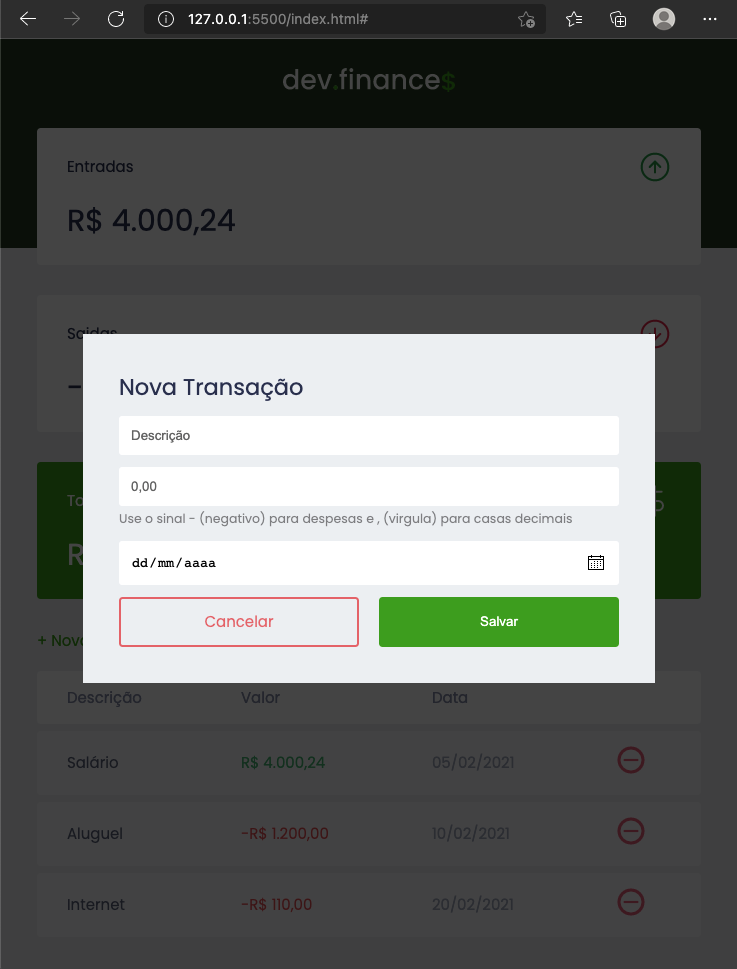 127.0.0.1:5500/index.html#
dev.finance$
Entradas
R$ 4.000,24
Saidas
Nova Transação
Descrição
0,00
Use o sinal - (negativo) para despesas e , (virgula) para casas decimais
dd/mm/aaaa
Cancelar Salvar
+ Nov
Descrição Valor Data
Salário R$ 4.000,24 05/02/2021
Aluguel -R$ 1.200,00 10/02/2021
Internet -R$ 110,00 20/02/2021